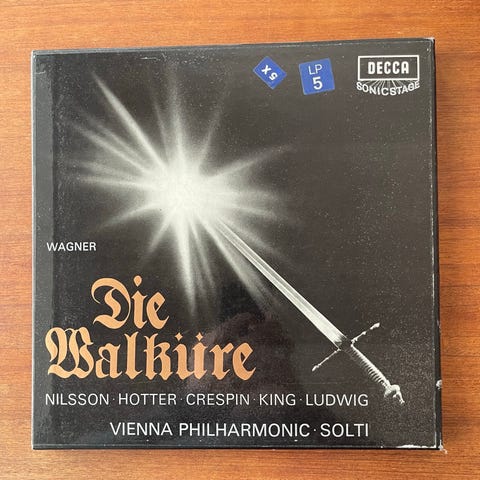 X5
LP
5
DECCA
SONICSTAGE
WAGNER
Die
Walküre
NILSSON · HOTTER · CRESPIN · KING · LUDWIG
VIENNA PHILHARMONIC · SOLTI